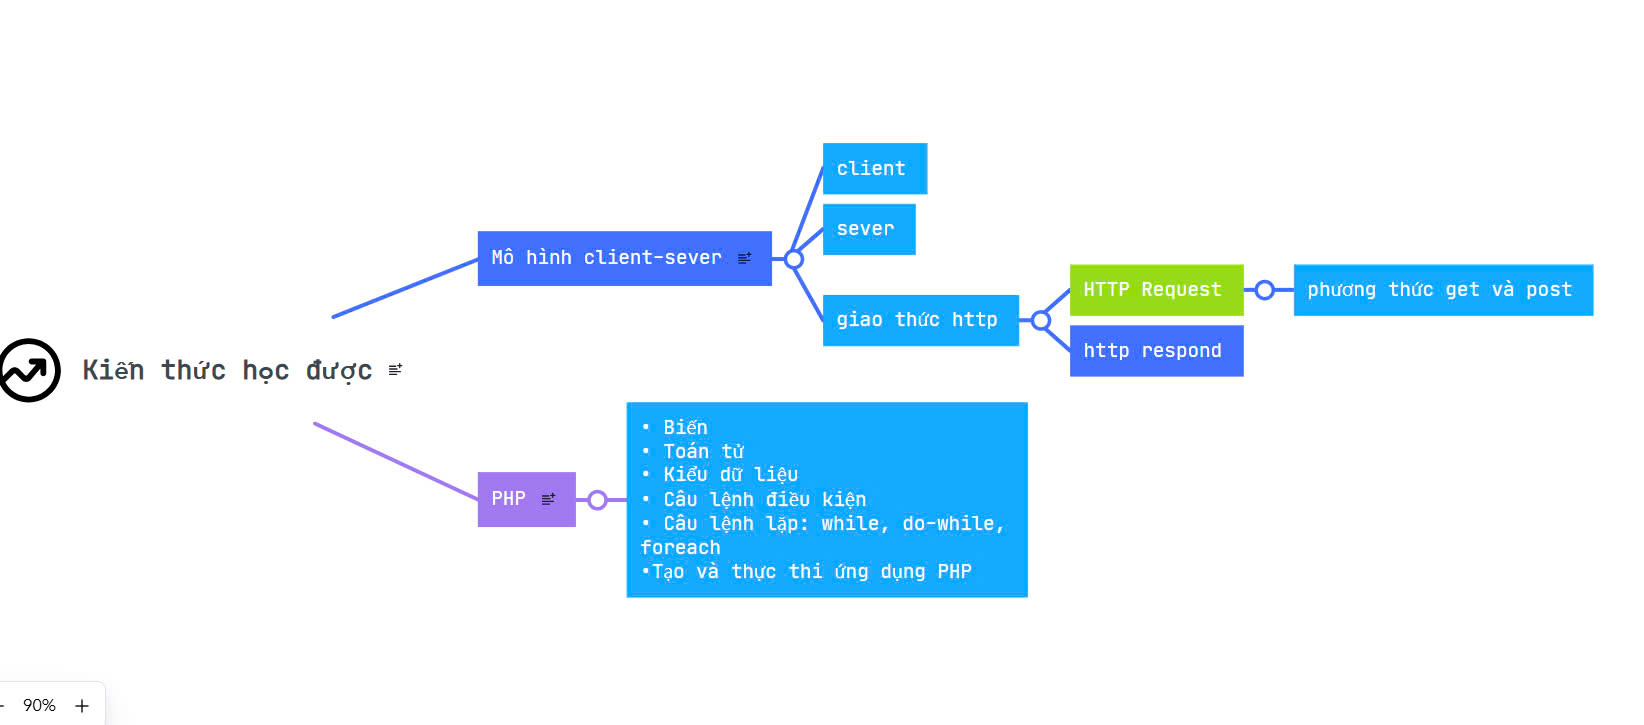 client
sever
Mô hình client-sever
HTTP Request
phương thức get và post
giao thức http
http respond
Kiến thức học được
• Biến
• Toán tử
• Kiểu dữ liệu
• Câu lệnh điều kiện
• Câu lệnh lặp: while, do-while,
foreach
•Tạo và thực thi ứng dụng PHP
PHP
90% +